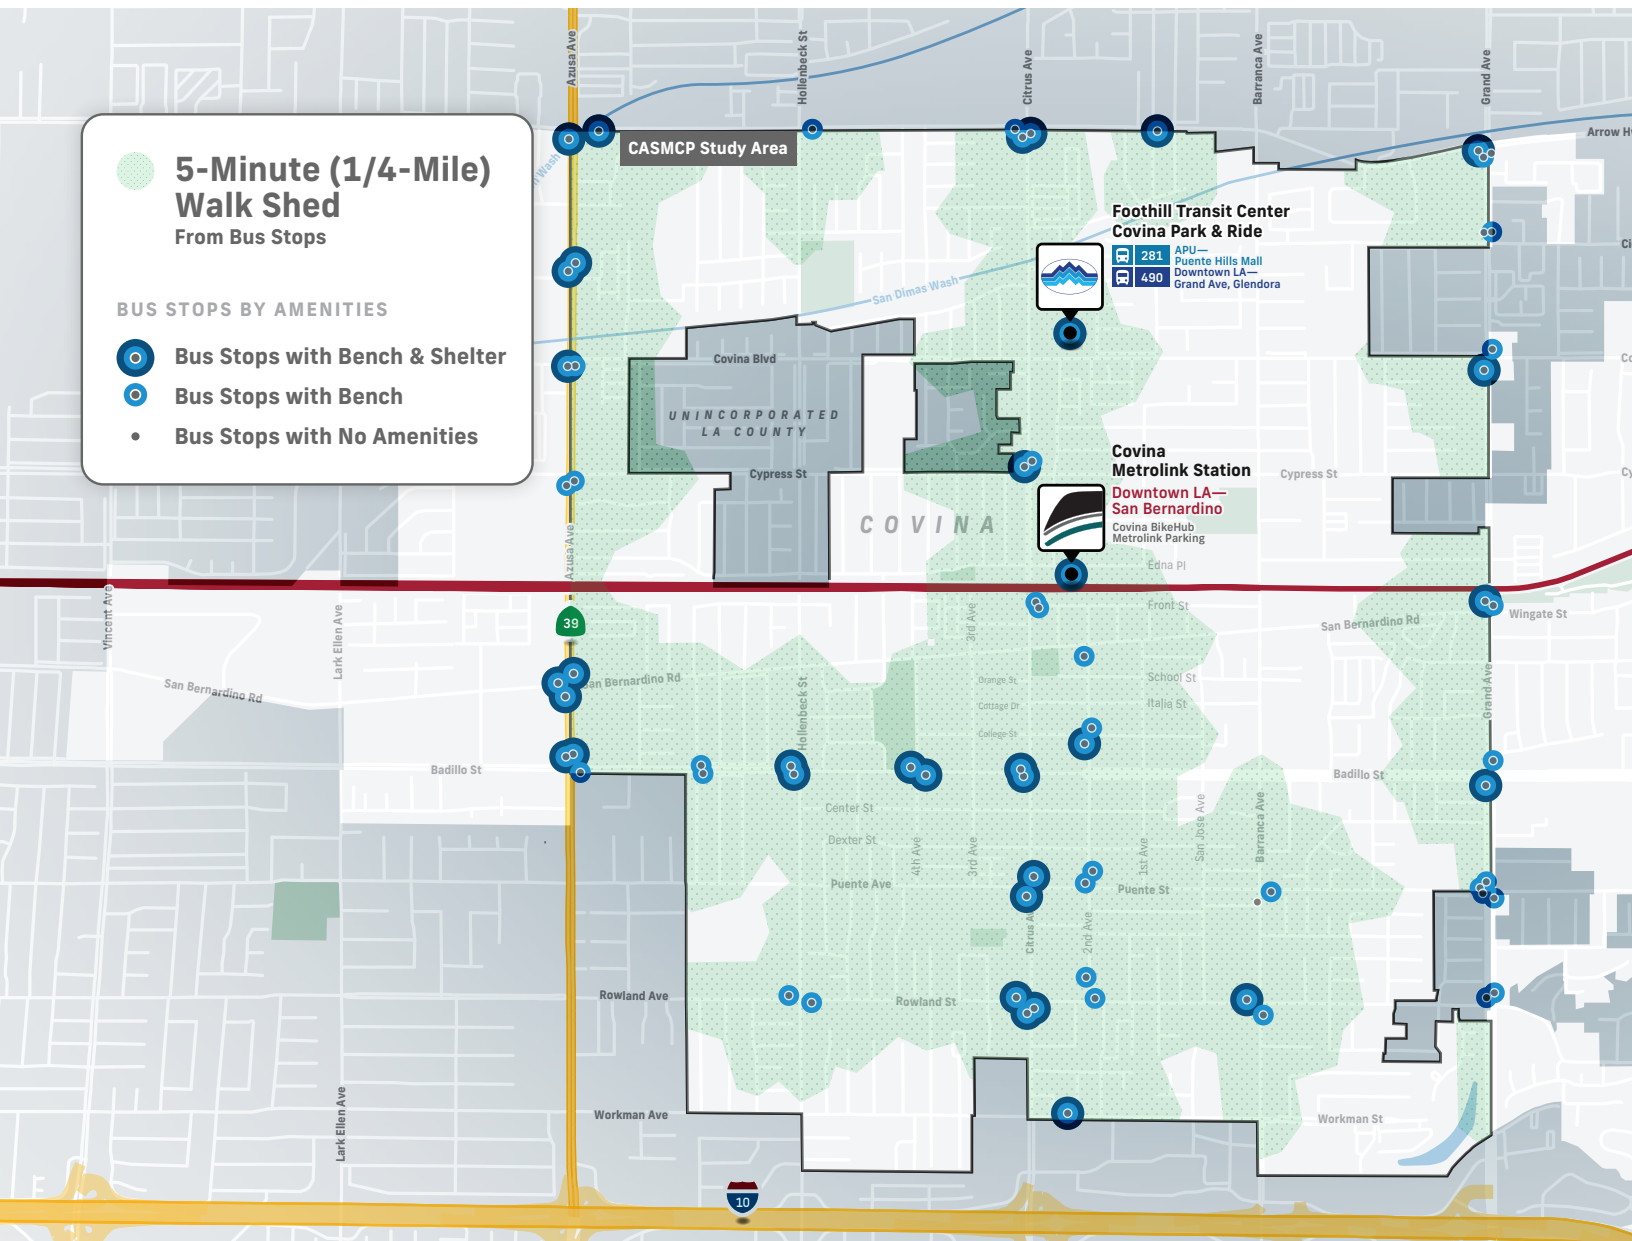 Azusa Ave
Hollenbeck St
Citrus Ave
Barranca Ave
Grand Ave
Arrow H
CASMCP Study Area
5-Minute (1/4-Mile)
Walk Shed
From Bus Stops
BUS STOPS BY AMENITIES
Bus Stops with Bench & Shelter
Bus Stops with Bench
Bus Stops with No Amenities
Wash
Foothill Transit Center
Covina Park & Ride
281
APU—
Puente Hills Mall
490
Downtown LA—
Grand Ave, Glendora
San Dimas Wash
Covina Blvd
UNINCORPORATED
LA COUNTY
Cypress St
Covina
Metrolink Station
Downtown LA—
San Bernardino
Covina BikeHub
Metrolink Parking
Cypress St
COVINA
Azusa Ave
Edna Pl
Front St
Vincent Ave
Lark Ellen Ave
39
3rd Ave
San Bernardino Rd
Wingate St
San Bernardino Rd
San Bernardino Rd
Hollenbeck St
Orange St
Cottage Dr
College St
School St
Italia St
Grand Ave
Badillo St
Badillo St
Center St
Dexter St
Puente Ave
4th Ave
3rd Ave
Citrus A
2nd Ave
1st Ave
San Jose Ave
Barranca Ave
Puente St
Rowland Ave
Rowland St
Lark Ellen Ave
Workman Ave
Workman St
10